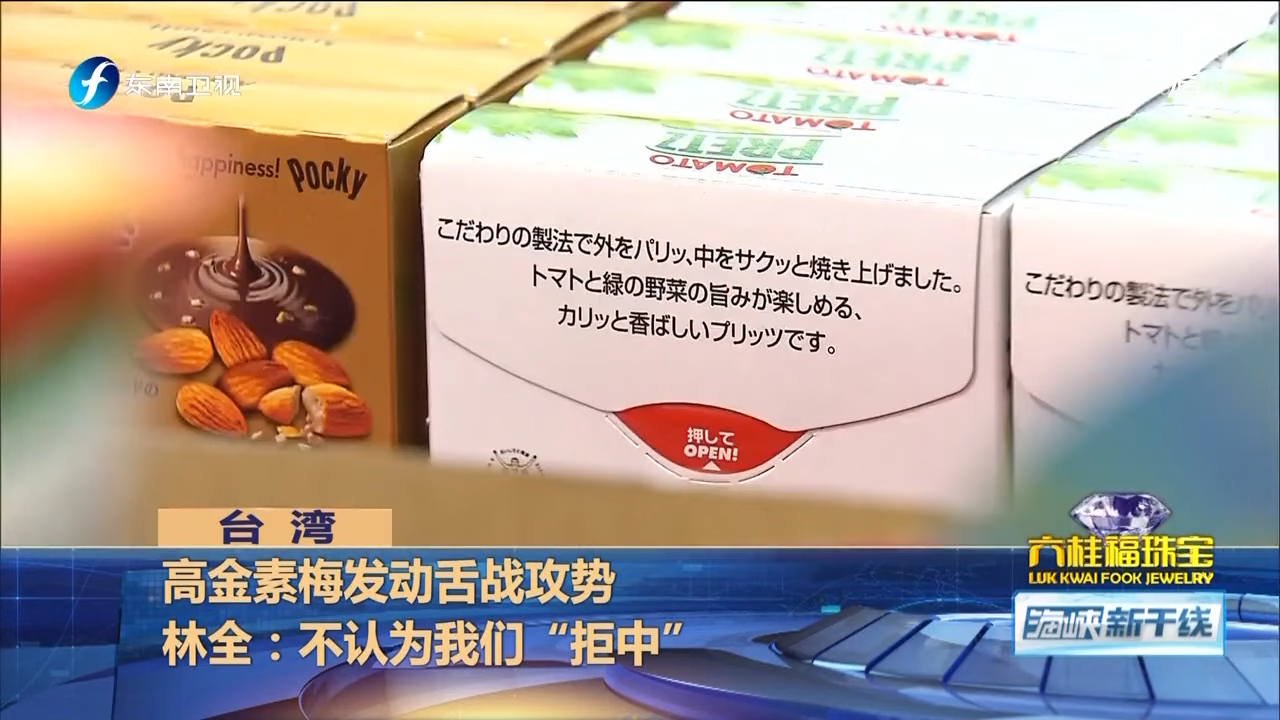 Pocky
Pocky
东南卫视
TOMATO
PRETZ
TOMATO
PRETZ
TOMATO
PRETZ
TOMATO
PRETZ
happiness! Pocky
こだわりの製法で外をパリッ、中をサクッと焼き上げました。
トマトと緑の野菜の旨みが楽しめる、
カリッと香ばしいプリッツです。
こだわりの製法で外をパリ
トマトと
押して
OPEN!
台湾
高金素梅发动舌战攻势
林全：不认为我们“拒中”
六桂福珠宝
LUK KWAI FOOK JEWELRY
海峡新干线